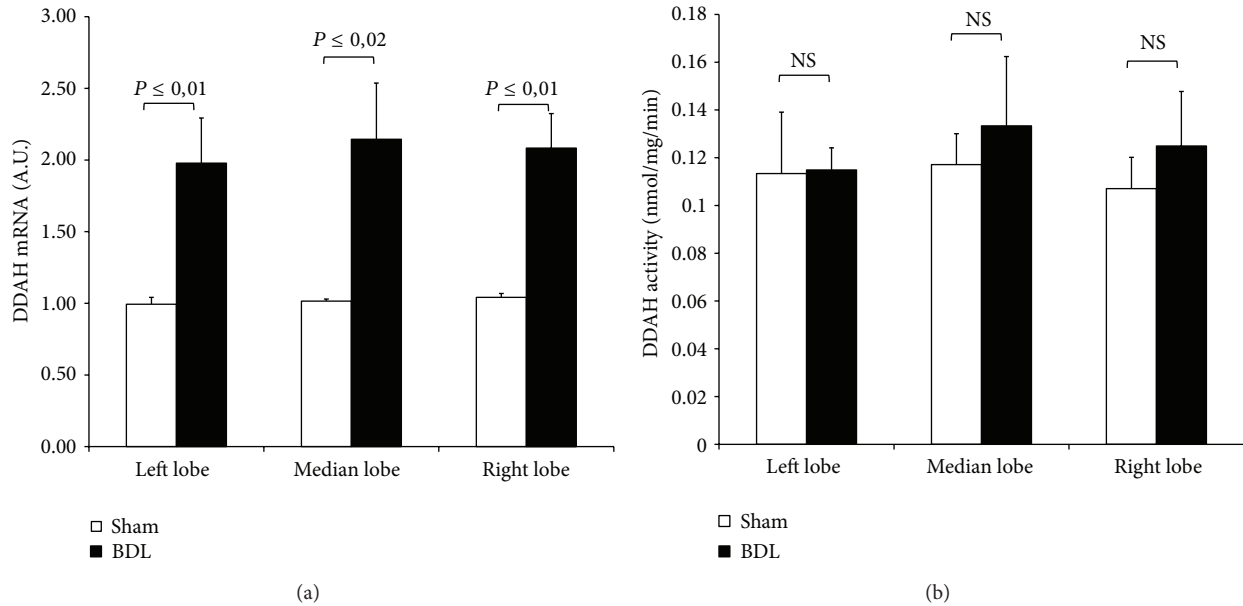 3.00
2.50
2.00
1.50
1.00
0.50
0.00
DDAH mRNA (A.U.)
P ≤ 0,01
P ≤ 0,02
P ≤ 0,01
Left lobe
Median lobe
Right lobe
Sham
BDL
(a)
0.18
0.16
0.14
0.12
0.1
0.08
0.06
0.04
0.02
0
DDAH activity (nmol/mg/min)
NS
NS
NS
Left lobe
Median lobe
Right lobe
Sham
BDL
(b)